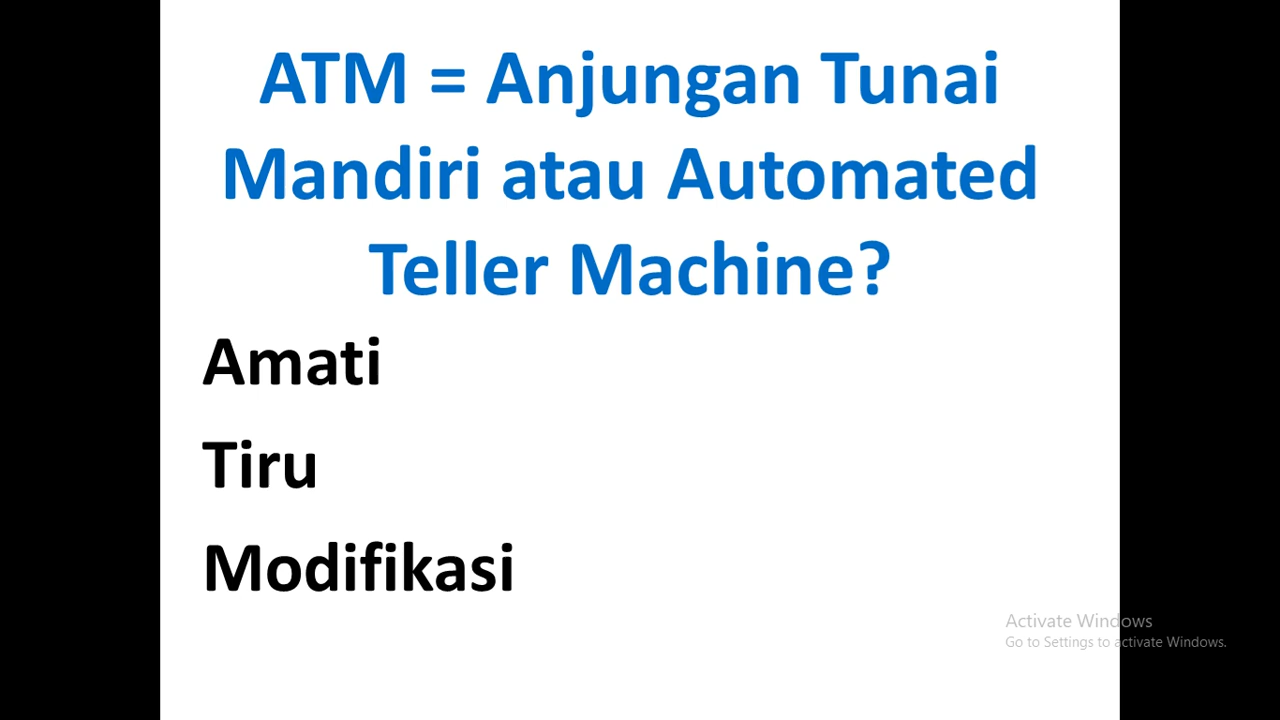 ATM = Anjungan Tunai
Mandiri atau Automated
Teller Machine?
Amati
Tiru
Modifikasi
Activate Windows
Go to Settings to activate Windows.